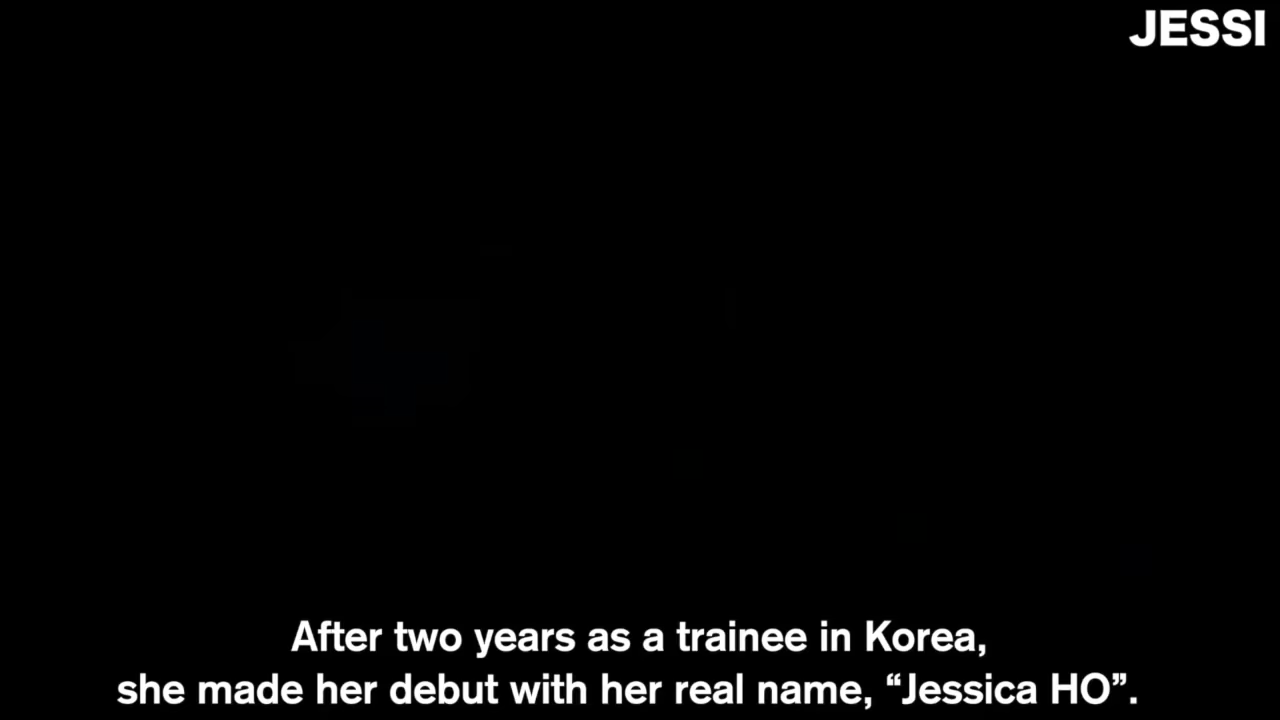 JESSI
After two years as a trainee in Korea,
she made her debut with her real name, “Jessica HO”.